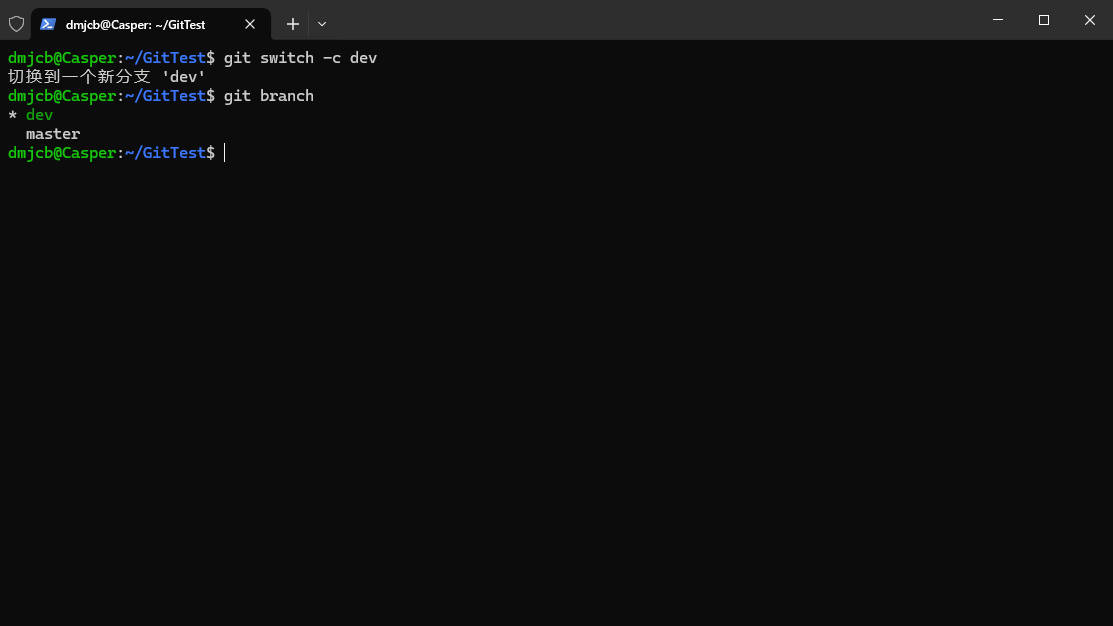 dmjcb@Casper: ~/GitTest
dmjcb@Casper:~/GitTest$ git switch -c dev
切换到一个新分支 'dev'
dmjcb@Casper:~/GitTest$ git branch
* dev
  master
dmjcb@Casper:~/GitTest$